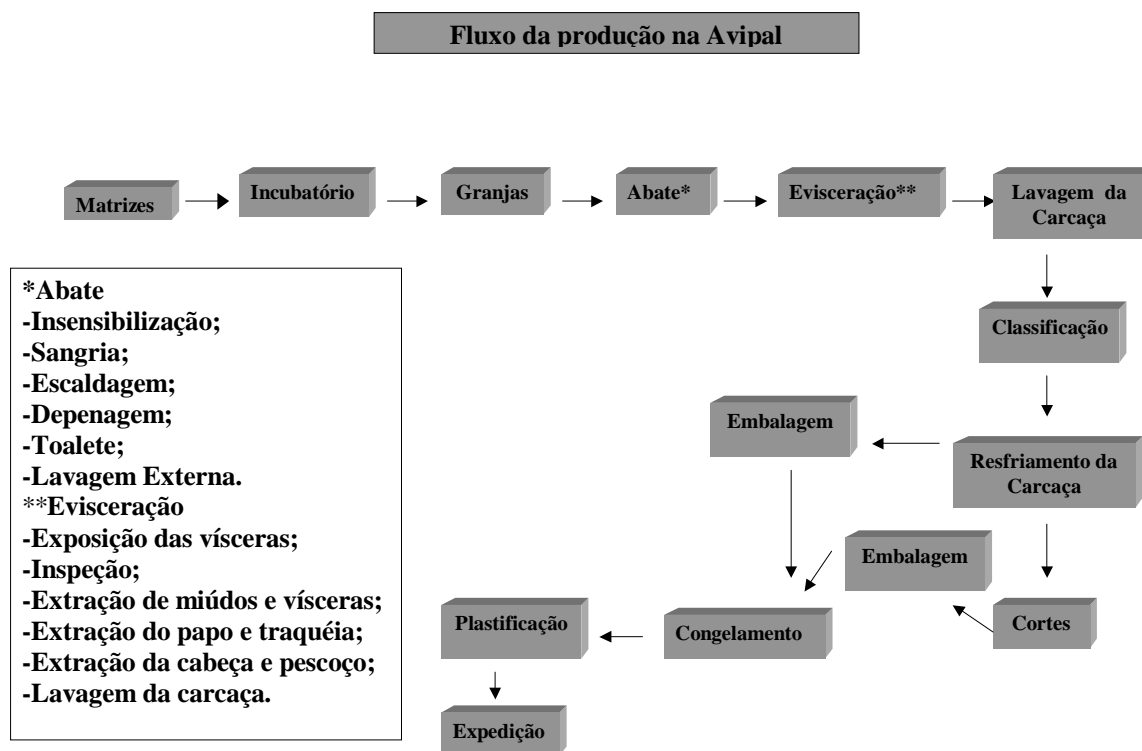 Fluxo da produção na Avipal
Matrizes
Incubatório
Granjas
Abate*
Evisceração**
Lavagem da
Carcaça
Classificação
Resfriamento da
Carcaça
Embalagem
Cortes
Embalagem
Congelamento
Plastificação
Expedição
*Abate
-Insensibilização;
-Sangria;
-Escaldagem;
-Depenagem;
-Toalete;
-Lavagem Externa.
**Evisceração
-Exposição das vísceras;
-Inspeção;
-Extração de miúdos e vísceras;
-Extração do papo e traquéia;
-Extração da cabeça e pescoço;
-Lavagem da carcaça.